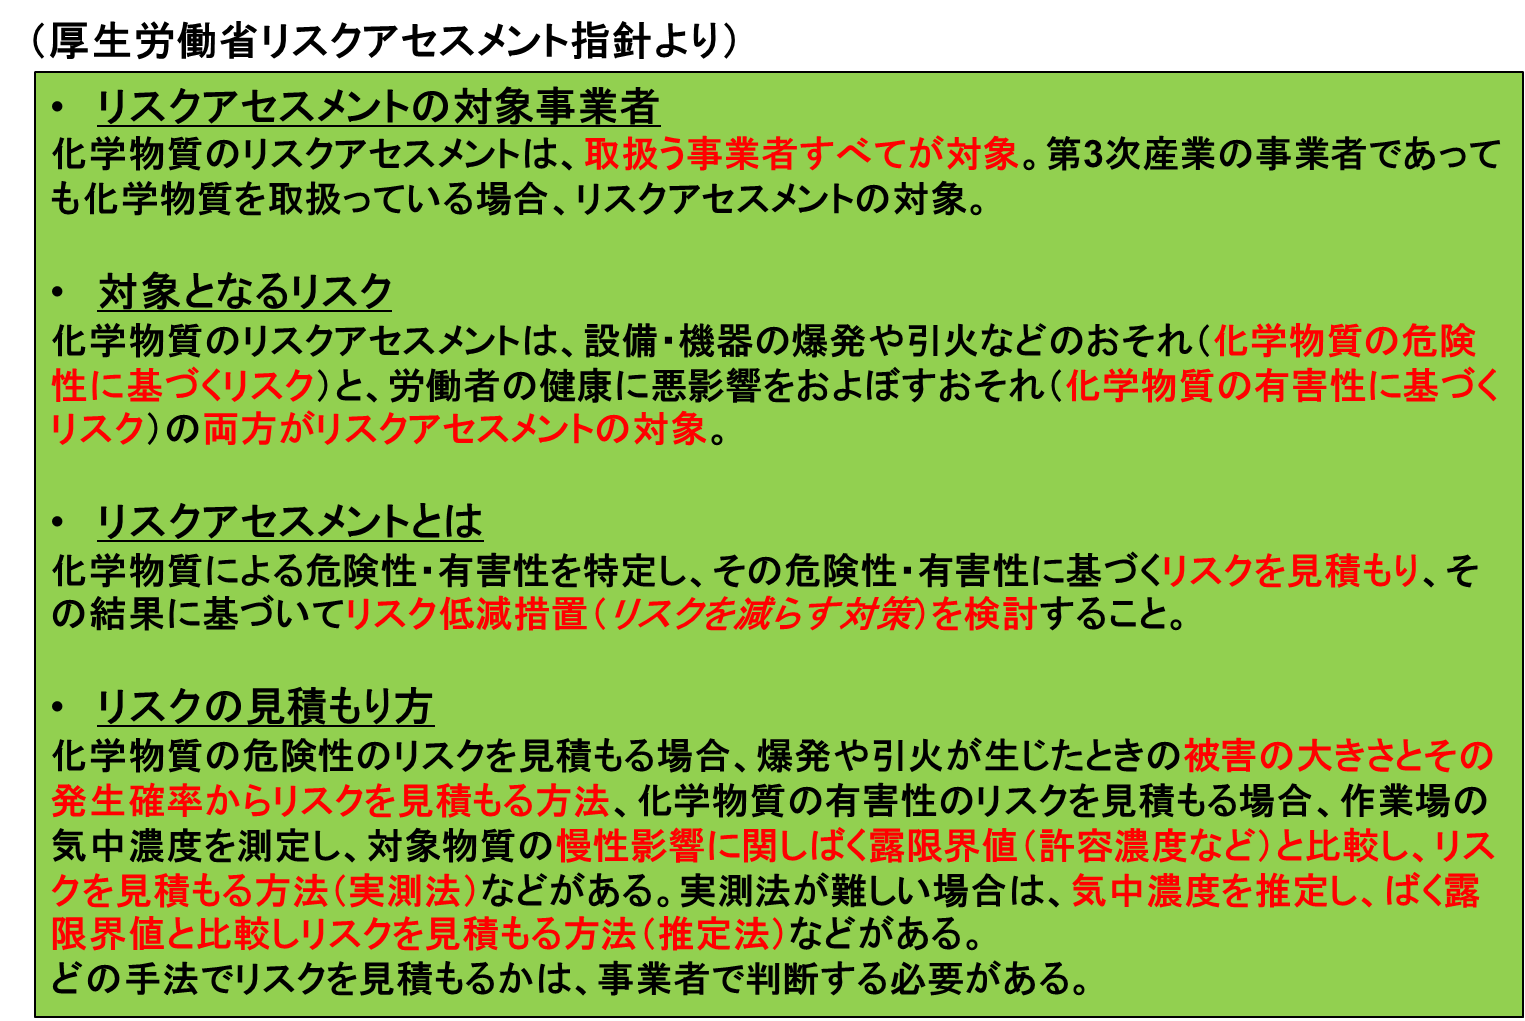 （厚生労働省リスクアセスメント指針より）
• リスクアセスメントの対象事業者
化学物質のリスクアセスメントは、取扱う事業者すべてが対象。第3次産業の事業者であって
も化学物質を取扱っている場合、リスクアセスメントの対象。
• 対象となるリスク
化学物質のリスクアセスメントは、設備・機器の爆発や引火などのおそれ（化学物質の危険
性に基づくリスク）と、労働者の健康に悪影響をおよぼすおそれ（化学物質の有害性に基づく
リスク）の両方がリスクアセスメントの対象。
• リスクアセスメントとは
化学物質による危険性・有害性を特定し、その危険性・有害性に基づくリスクを見積もり、そ
の結果に基づいてリスク低減措置（リスクを減らす対策）を検討すること。
• リスクの見積もり方
化学物質の危険性のリスクを見積もる場合、爆発や引火が生じたときの被害の大きさとその
発生確率からリスクを見積もる方法、化学物質の有害性のリスクを見積もる場合、作業場の
気中濃度を測定し、対象物質の慢性影響に関しばく露限界値（許容濃度など）と比較し、リス
クを見積もる方法（実測法）などがある。実測法が難しい場合は、気中濃度を推定し、ばく露
限界値と比較しリスクを見積もる方法（推定法）などがある。
どの手法でリスクを見積もるかは、事業者で判断する必要がある。